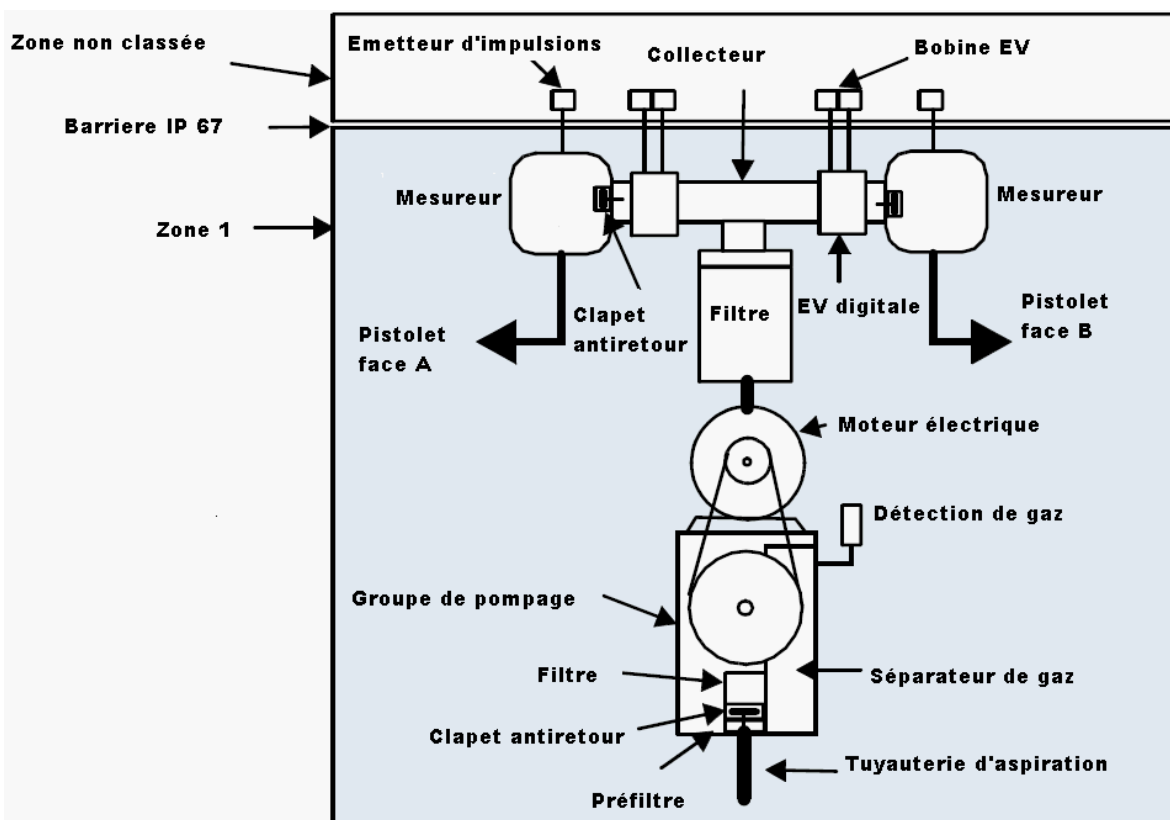 Zone non classée
Emetteur d'impulsions
Collecteur
Bobine EV
Barriere IP 67
Mesureur
Mesureur
Zone 1
Clapet
antiretour
Filtre
EV digitale
Pistolet
face B
Pistolet
face A
Moteur électrique
Détection de gaz
Groupe de pompage
Filtre
Séparateur de gaz
Clapet antiretour
Tuyauterie d'aspiration
Préfiltre